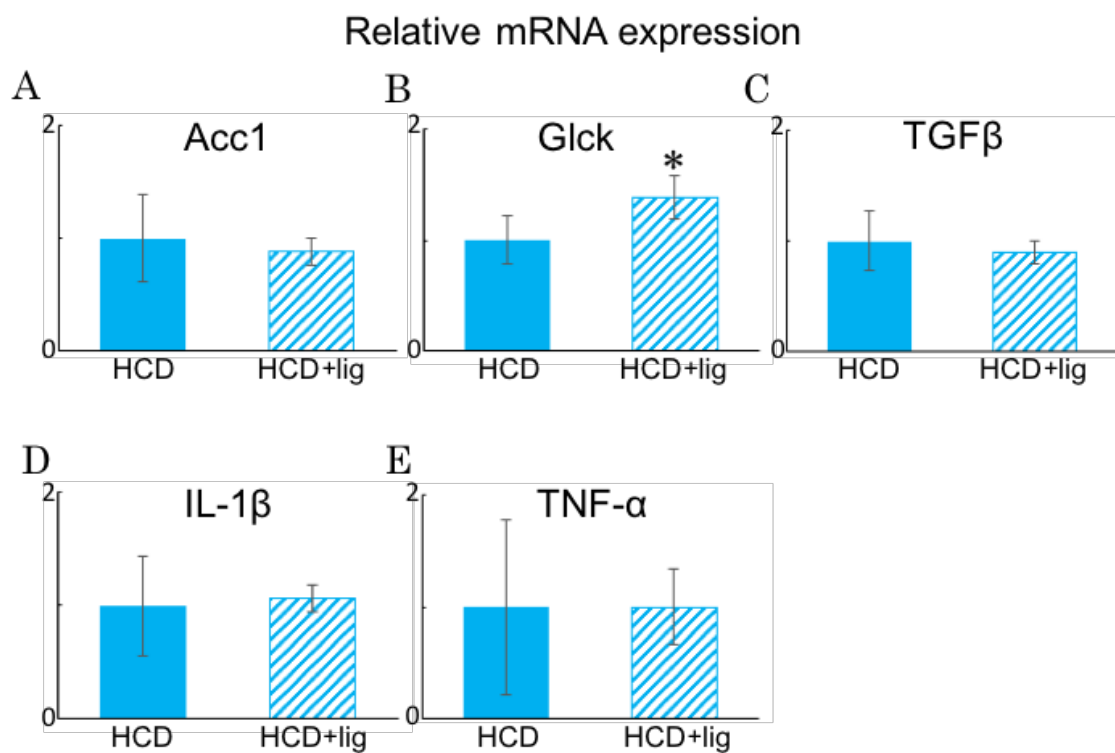 Relative mRNA expression
A
B
C
2
Acc1
2
Glck
*
2
TGFβ
0
0
0
HCD
HCD+lig
HCD
HCD+lig
HCD
HCD+lig
D
E
2
IL-1β
2
TNF-α
0
0
HCD
HCD+lig
HCD
HCD+lig